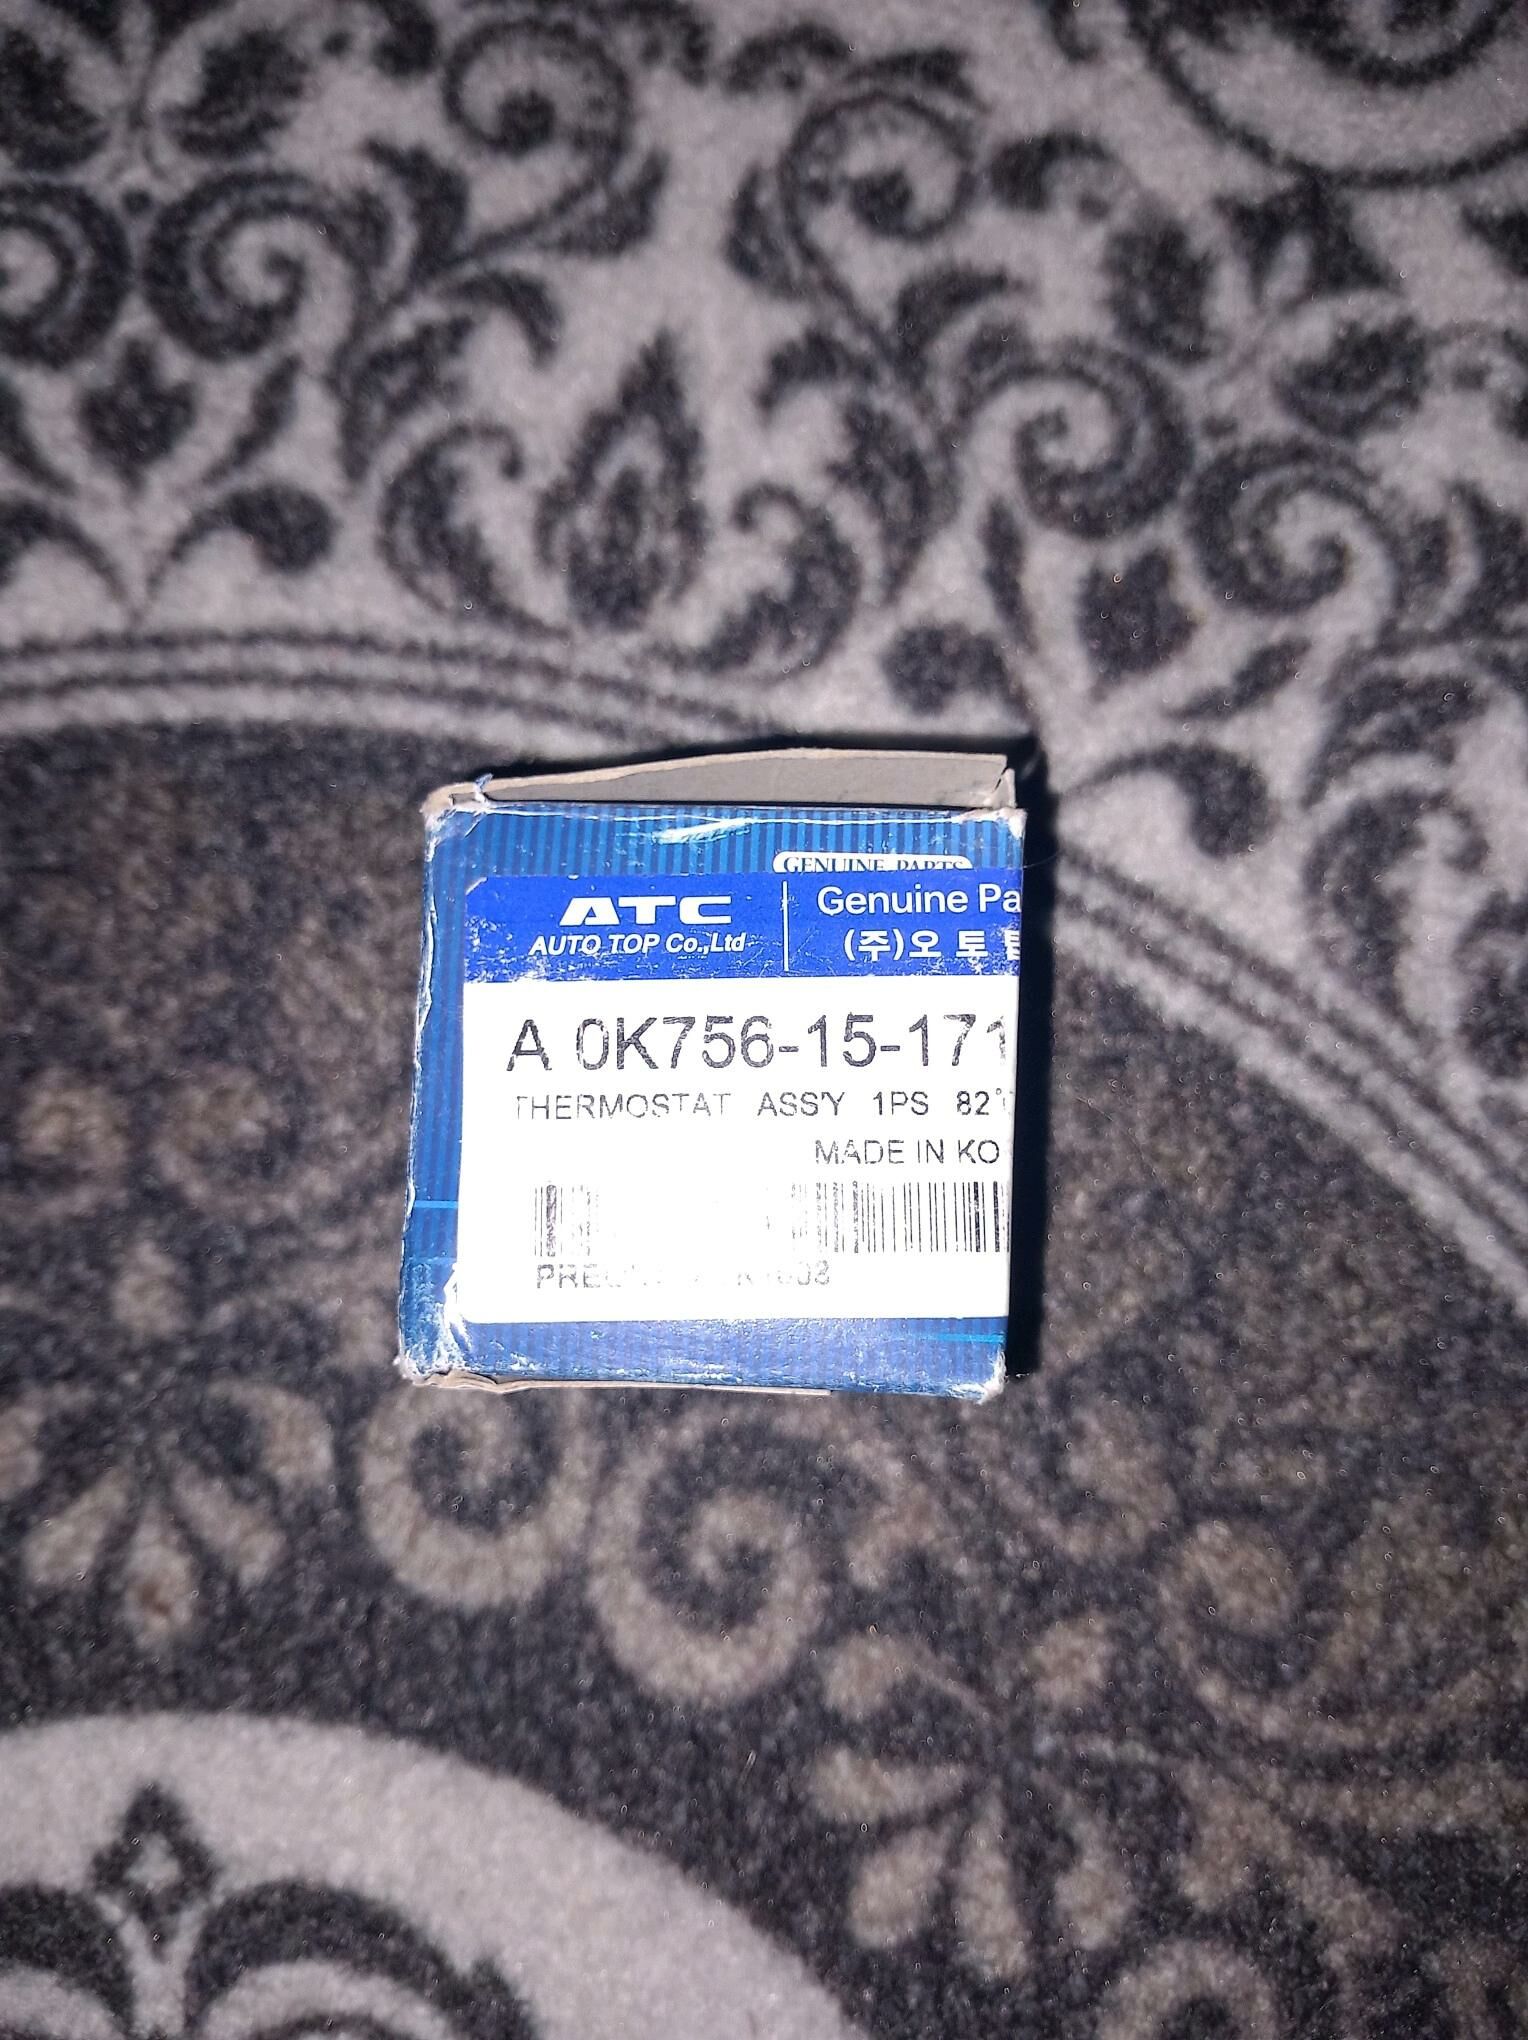 GENUINE PARTS
ATC
AUTO TOP Co.,Ltd
Genuine Pa
(주)오토
A 0K756-15-171
THERMOSTAT ASS'Y 1PS 82°
MADE IN KO